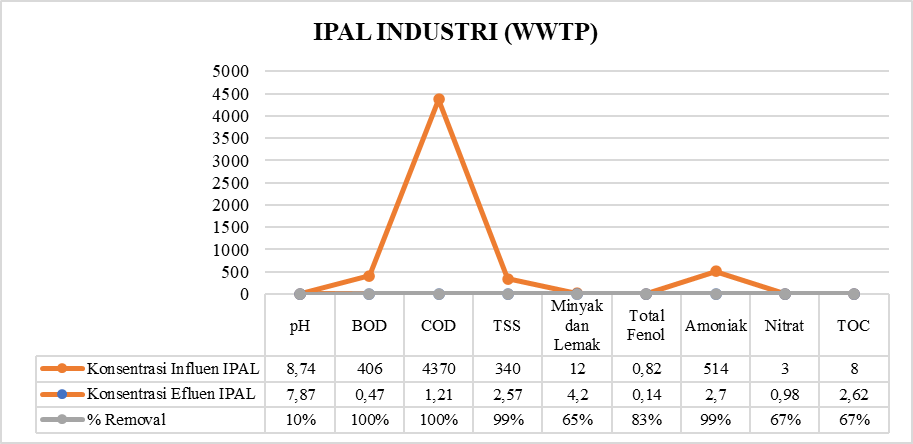 IPAL INDUSTRI (WWTP)
5000
4500
4000
3500
3000
2500
2000
1500
1000
500
0
pH BOD COD TSS Minyak dan Lemak Total Fenol Amoniak Nitrat TOC
Konsentrasi Influen IPAL 8,74 406 4370 340 12 0,82 514 3 8
Konsentrasi Efluen IPAL 7,87 0,47 1,21 2,57 4,2 0,14 2,7 0,98 2,62
% Removal 10% 100% 100% 99% 65% 83% 99% 67% 67%